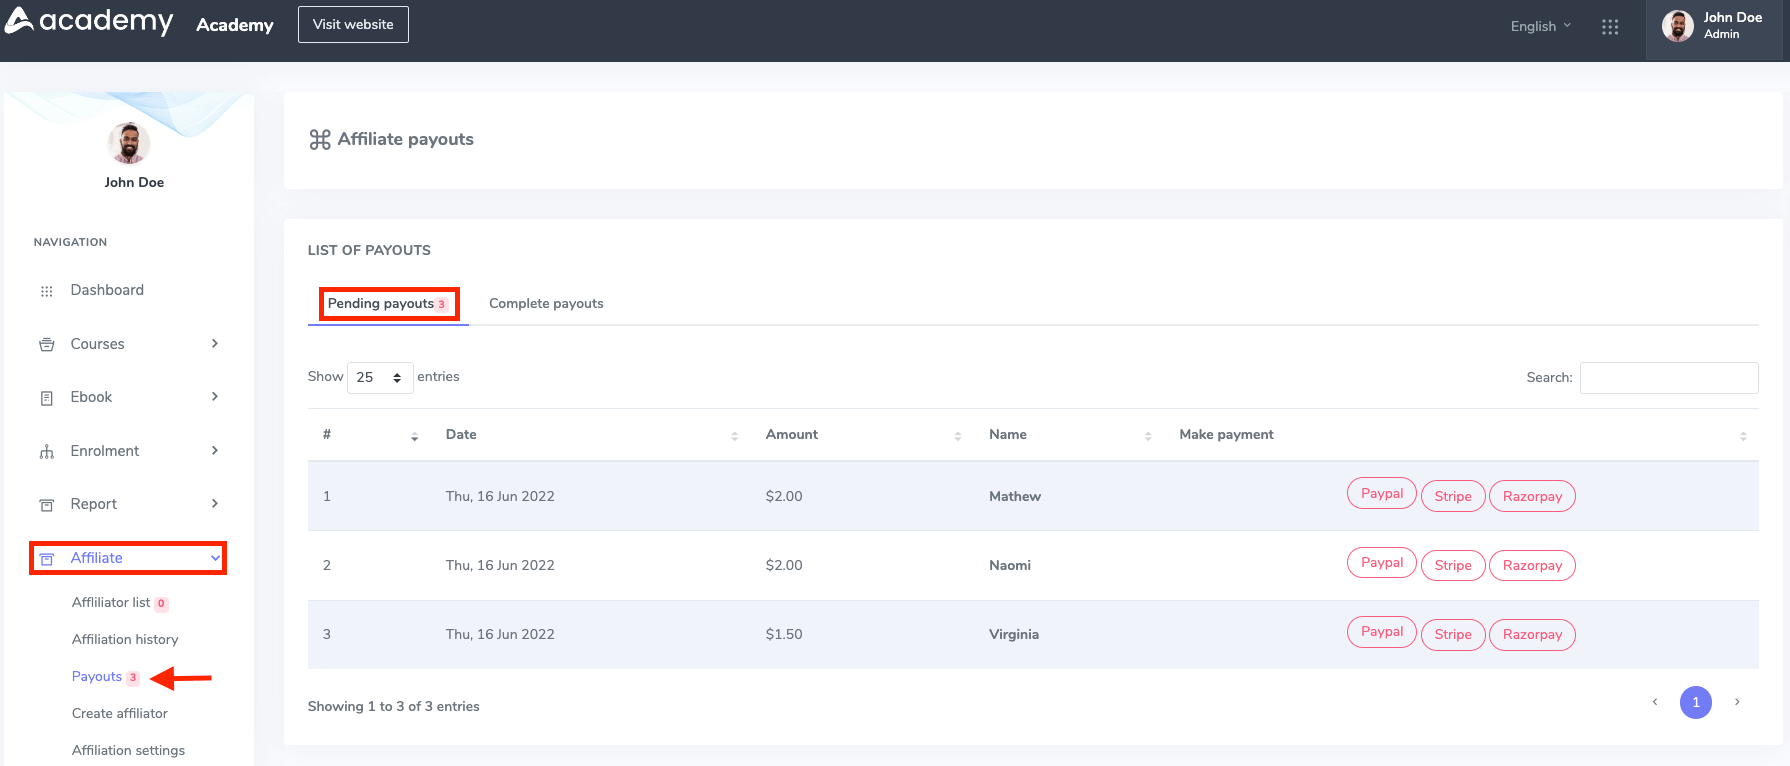 academy Academy Visit website English John Doe
Admin
John Doe
NAVIGATION
Dashboard
Courses
Ebook
Enrolment
Report
Affiliate
Affliliator list 0
Affiliation history
Payouts 3
Create affiliator
Affiliation settings
Affiliate payouts
LIST OF PAYOUTS
Pending payouts 3 Complete payouts
Show 25 entries Search:
# Date Amount Name Make payment
1 Thu, 16 Jun 2022 $2.00 Mathew Paypal Stripe Razorpay
2 Thu, 16 Jun 2022 $2.00 Naomi Paypal Stripe Razorpay
3 Thu, 16 Jun 2022 $1.50 Virginia Paypal Stripe Razorpay
Showing 1 to 3 of 3 entries ‹ 1 ›